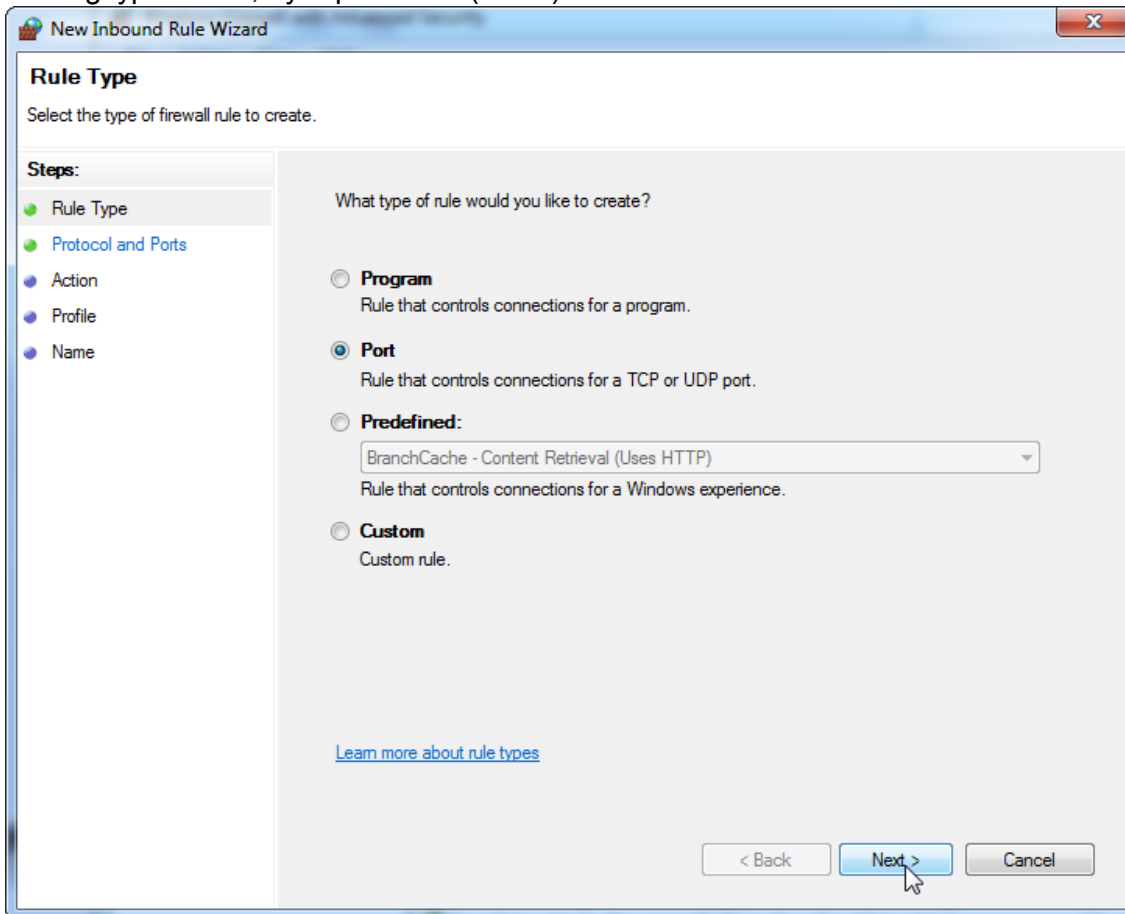 New Inbound Rule Wizard
X
Rule Type
Select the type of firewall rule to create.
Steps:
Rule Type
Protocol and Ports
Action
Profile
Name
What type of rule would you like to create?
Program
Rule that controls connections for a program.
Port
Rule that controls connections for a TCP or UDP port.
Predefined:
BranchCache - Content Retrieval (Uses HTTP)
Rule that controls connections for a Windows experience.
Custom
Custom rule.
Learn more about rule types
< Back
Next >
Cancel